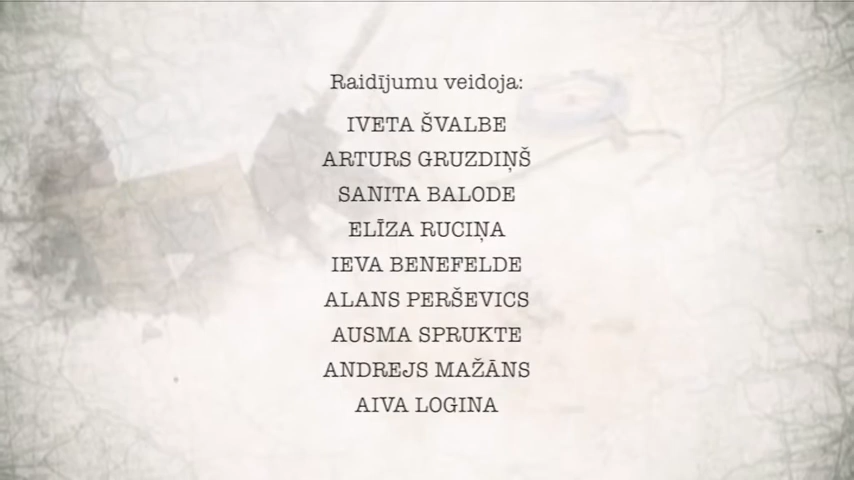 Raidījumu veidoja:
IVETA ŠVALBE
ARTURS GRUZDIŅŠ
SANITA BALODE
ELĪZA RUCIŅA
IEVA BENEFELDE
ALANS PERŠEVICS
AUSMA SPRUKTE
ANDREJS MAŽĀNS
AIVA LOGINA